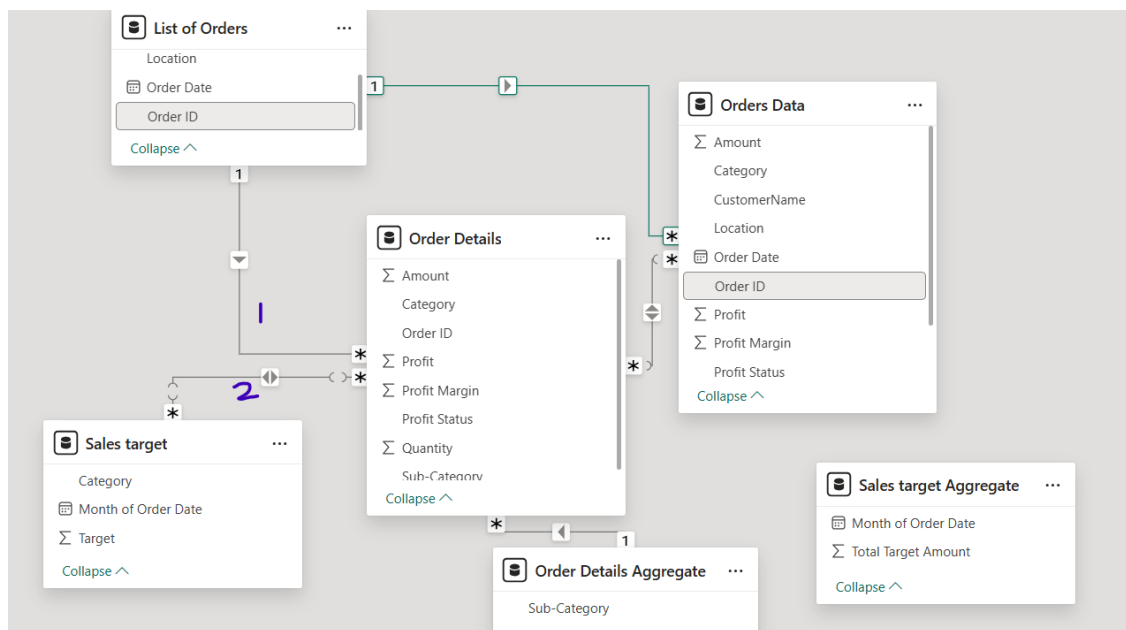 List of Orders
Location
Order Date
Order ID
Collapse
1
1
*
*
*
*
*
*
1
2
1
Orders Data
Amount
Category
CustomerName
Location
Order Date
Order ID
Profit
Profit Margin
Profit Status
Collapse
Order Details
Amount
Category
Order ID
Profit
Profit Margin
Profit Status
Quantity
Sub-Category
Collapse
Sales target
Category
Month of Order Date
Target
Collapse
*
1
Order Details Aggregate
Sub-Category
Sales target Aggregate
Month of Order Date
Total Target Amount
Collapse